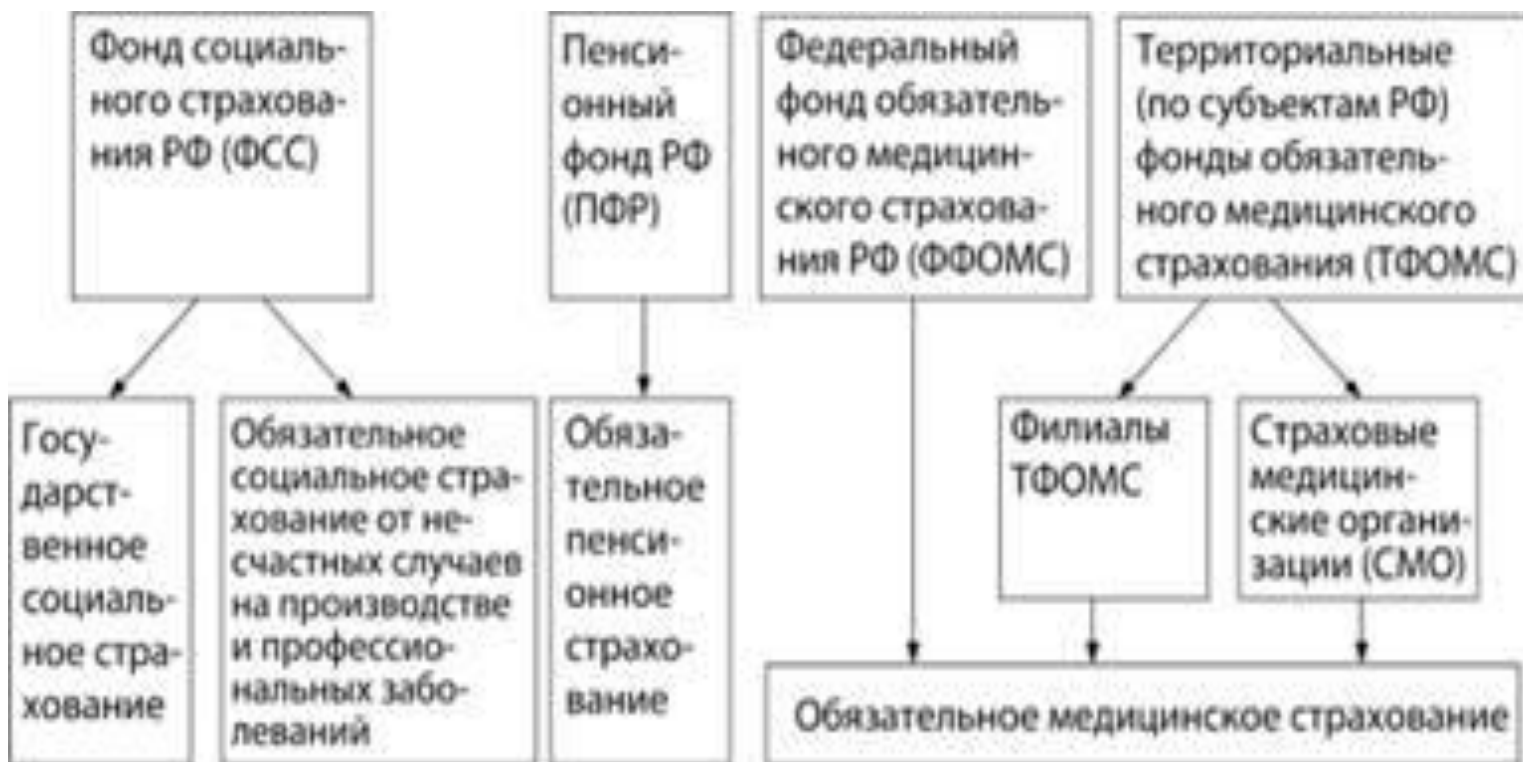 Фонд социаль-
ного страхова-
ния РФ (ФСС)
Пенси-
онный
фонд РФ
(ПФР)
Федеральный
фонд обязатель-
ного медицин-
ского страхова-
ния РФ (ФФОМС)
Территориальные
(по субъектам РФ)
фонды обязатель-
ного медицинского
страхования (ТФОМС)
Госу-
дарст-
венное
социаль-
ное стра-
хование
Обязательное
социальное стра-
хование от не-
счастных случаев
на производстве
и профессио-
нальных забо-
леваний
Обяза-
тельное
пенси-
онное
страхо-
вание
Филиалы
ТФОМС
Страховые
медицин-
ские органи-
зации (СМО)
Обязательное медицинское страхование